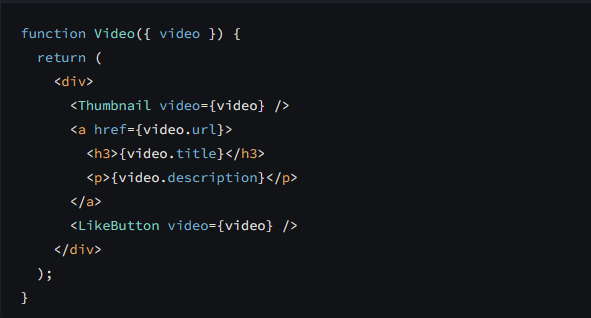 function Video({ video }) {
  return (
    <div>
      <Thumbnail video={video} />
      <a href={video.url}>
        <h3>{video.title}</h3>
        <p>{video.description}</p>
      </a>
      <LikeButton video={video} />
    </div>
  );
}